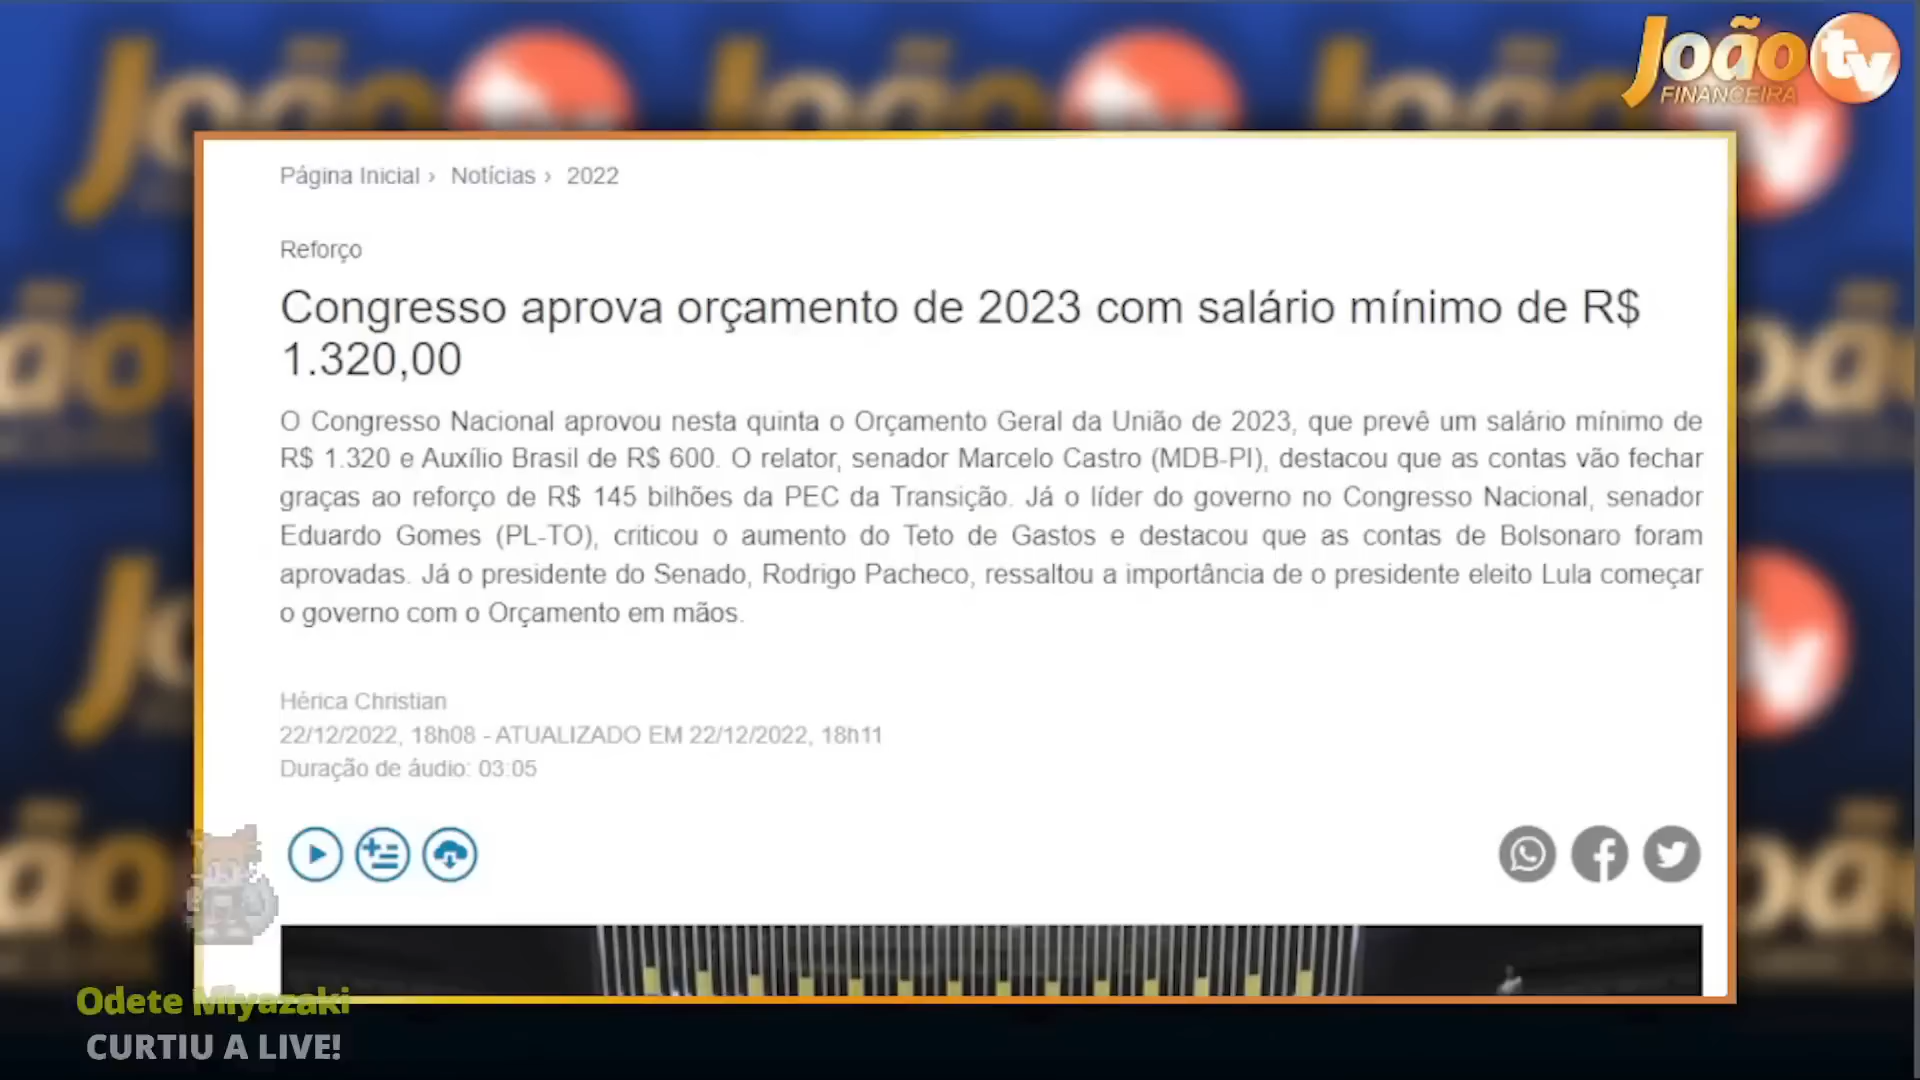 João tv
FINANCEIRA
Página Inicial › Notícias › 2022
Reforço
Congresso aprova orçamento de 2023 com salário mínimo de R$
1.320,00
O Congresso Nacional aprovou nesta quinta o Orçamento Geral da União de 2023, que prevê um salário mínimo de
R$ 1.320 e Auxílio Brasil de R$ 600. O relator, senador Marcelo Castro (MDB-PI), destacou que as contas vão fechar
graças ao reforço de R$ 145 bilhões da PEC da Transição. Já o líder do governo no Congresso Nacional, senador
Eduardo Gomes (PL-TO), criticou o aumento do Teto de Gastos e destacou que as contas de Bolsonaro foram
aprovadas. Já o presidente do Senado, Rodrigo Pacheco, ressaltou a importância de o presidente eleito Lula começar
o governo com o Orçamento em mãos.
Hérica Christian
22/12/2022, 18h08 - ATUALIZADO EM 22/12/2022, 18h11
Duração de áudio: 03:05
Odete Miyazaki
CURTIU A LIVE!